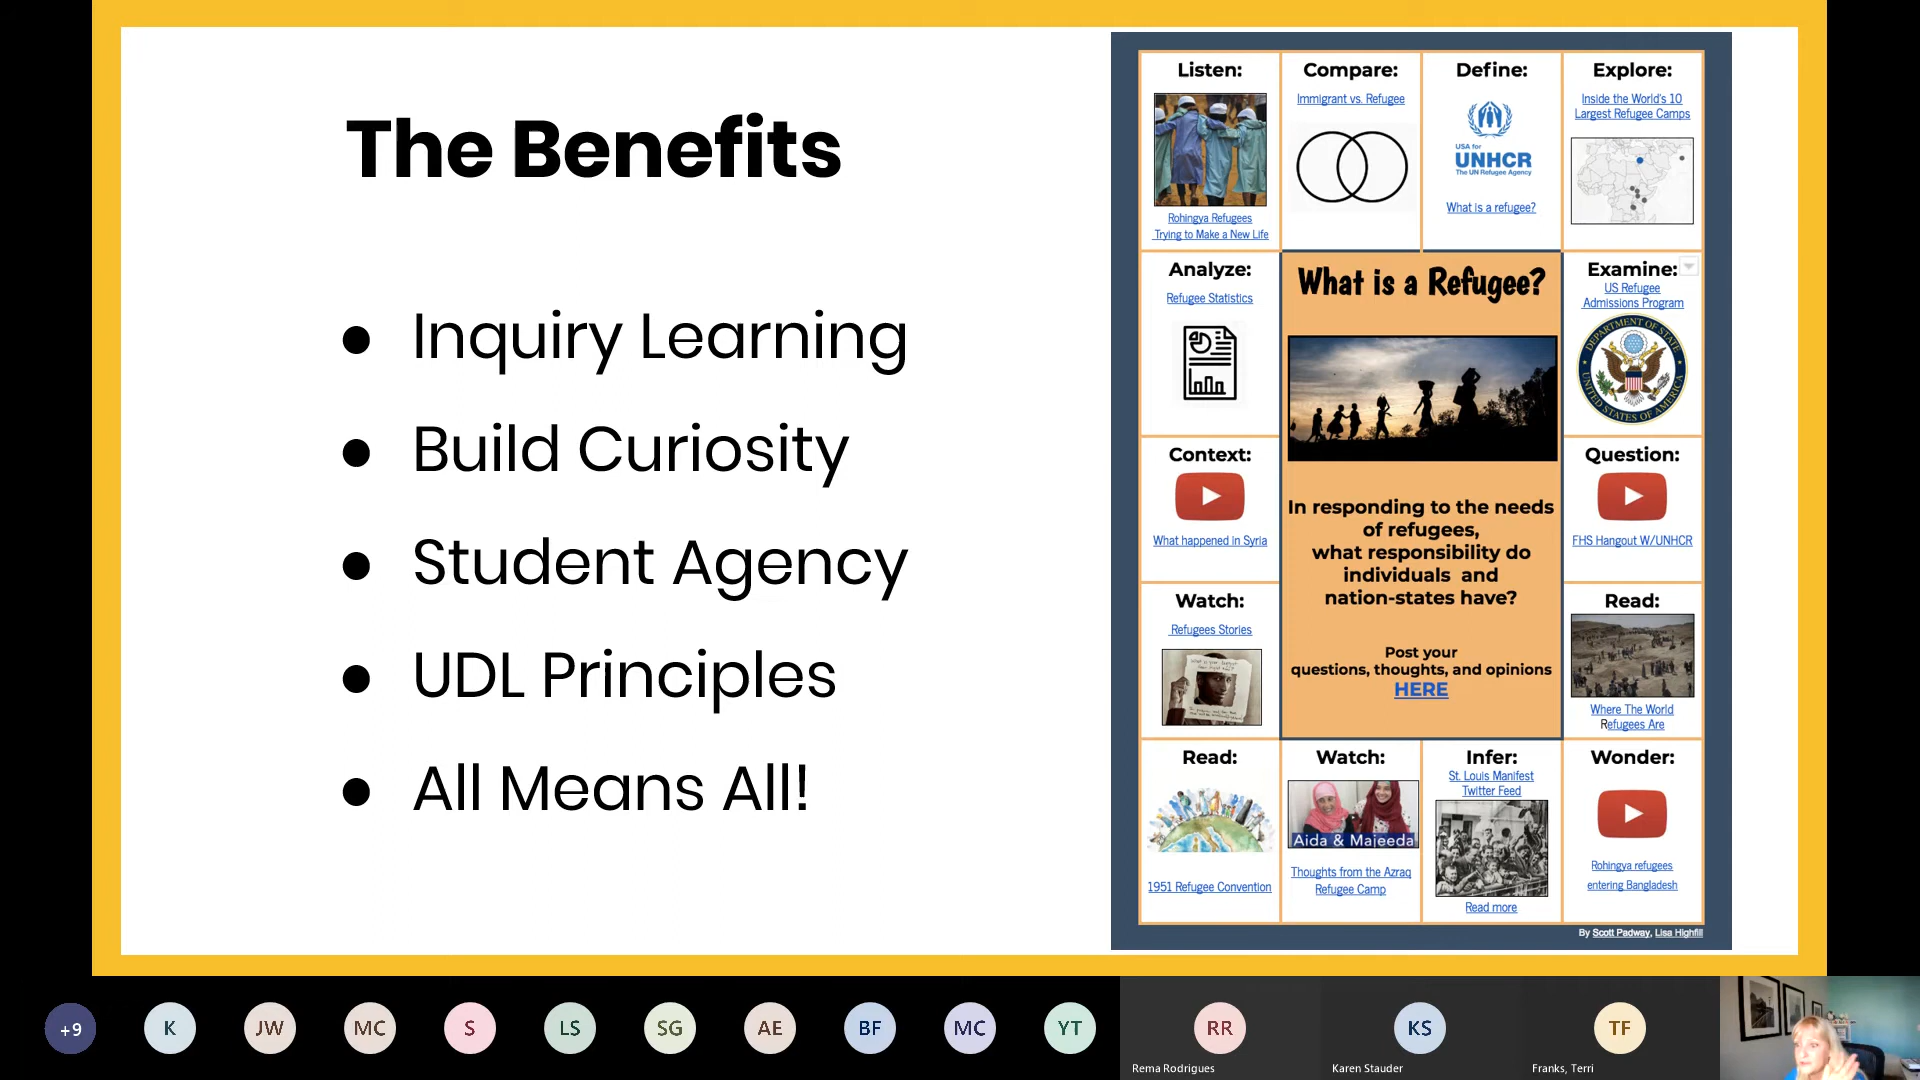 The Benefits
● Inquiry Learning
● Build Curiosity
● Student Agency
● UDL Principles
● All Means All!
Listen:
Rohingya Refugees
Trying to Make a New Life
Compare:
Immigrant vs. Refugee
Define:
USA for
UNHCR
The UN Refugee Agency
What is a refugee?
Explore:
Inside the World's 10
Largest Refugee Camps
Analyze:
Refugee Statistics
What is a Refugee?
In responding to the needs
of refugees,
what responsibility do
individuals and
nation-states have?
Post your
questions, thoughts, and opinions
HERE
Examine:
US Refugee
Admissions Program
DEPARTMENT OF STATE
UNITED STATES OF AMERICA
Context:
What happened in Syria
Question:
FHS Hangout W/UNHCR
Watch:
Refugees Stories
Read:
Where The World
Refugees Are
Read:
1951 Refugee Convention
Watch:
Aida & Majeeda
Thoughts from the Azraq
Refugee Camp
Infer:
St. Louis Manifest
Twitter Feed
Read more
Wonder:
Rohingya refugees
entering Bangladesh
By Scott Padway, Lisa Highfill
+9
K
JW
MC
S
LS
SG
AE
BF
MC
YT
RR
Rema Rodrigues
KS
Karen Stauder
TF
Franks, Terri